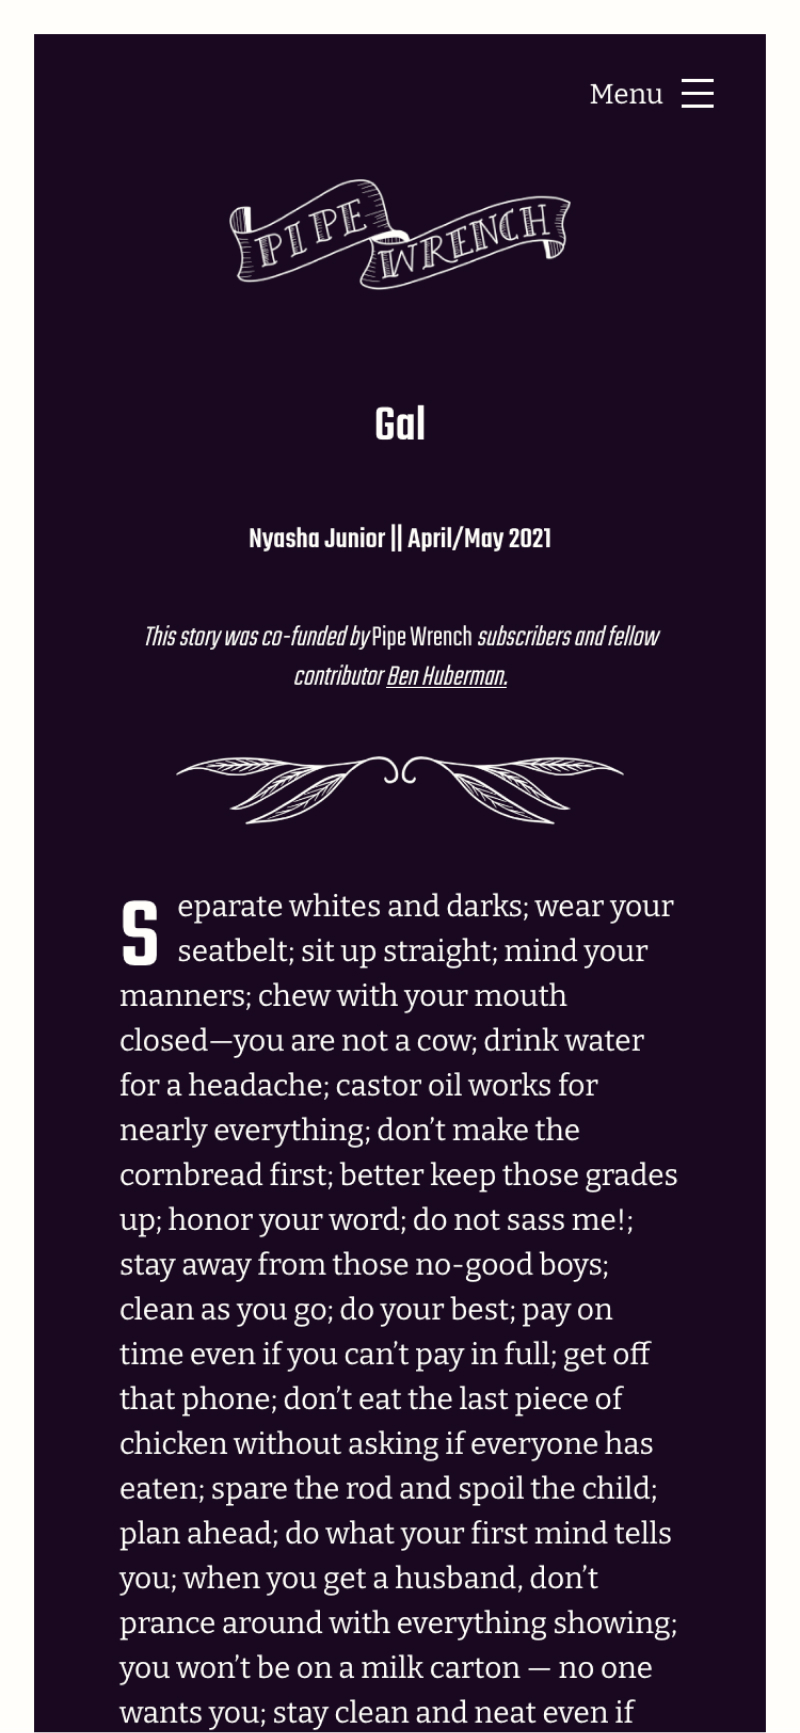 Menu
PIPE WRENCH
Gal
Nyasha Junior || April/May 2021
This story was co-funded by Pipe Wrench subscribers and fellow
contributor Ben Huberman.
Separate whites and darks; wear your
seatbelt; sit up straight; mind your
manners; chew with your mouth
closed—you are not a cow; drink water
for a headache; castor oil works for
nearly everything; don’t make the
cornbread first; better keep those grades
up; honor your word; do not sass me!;
stay away from those no-good boys;
clean as you go; do your best; pay on
time even if you can’t pay in full; get off
that phone; don’t eat the last piece of
chicken without asking if everyone has
eaten; spare the rod and spoil the child;
plan ahead; do what your first mind tells
you; when you get a husband, don’t
prance around with everything showing;
you won’t be on a milk carton — no one
wants you; stay clean and neat even if